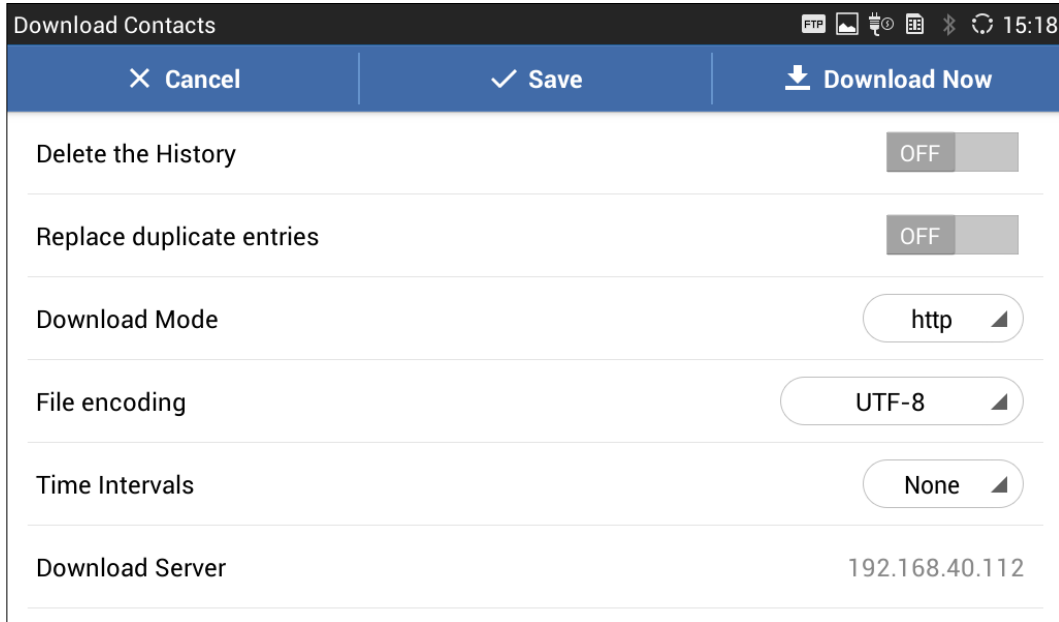 Download Contacts FTP 15:18
Cancel Save Download Now
Delete the History OFF
Replace duplicate entries OFF
Download Mode http
File encoding UTF-8
Time Intervals None
Download Server 192.168.40.112